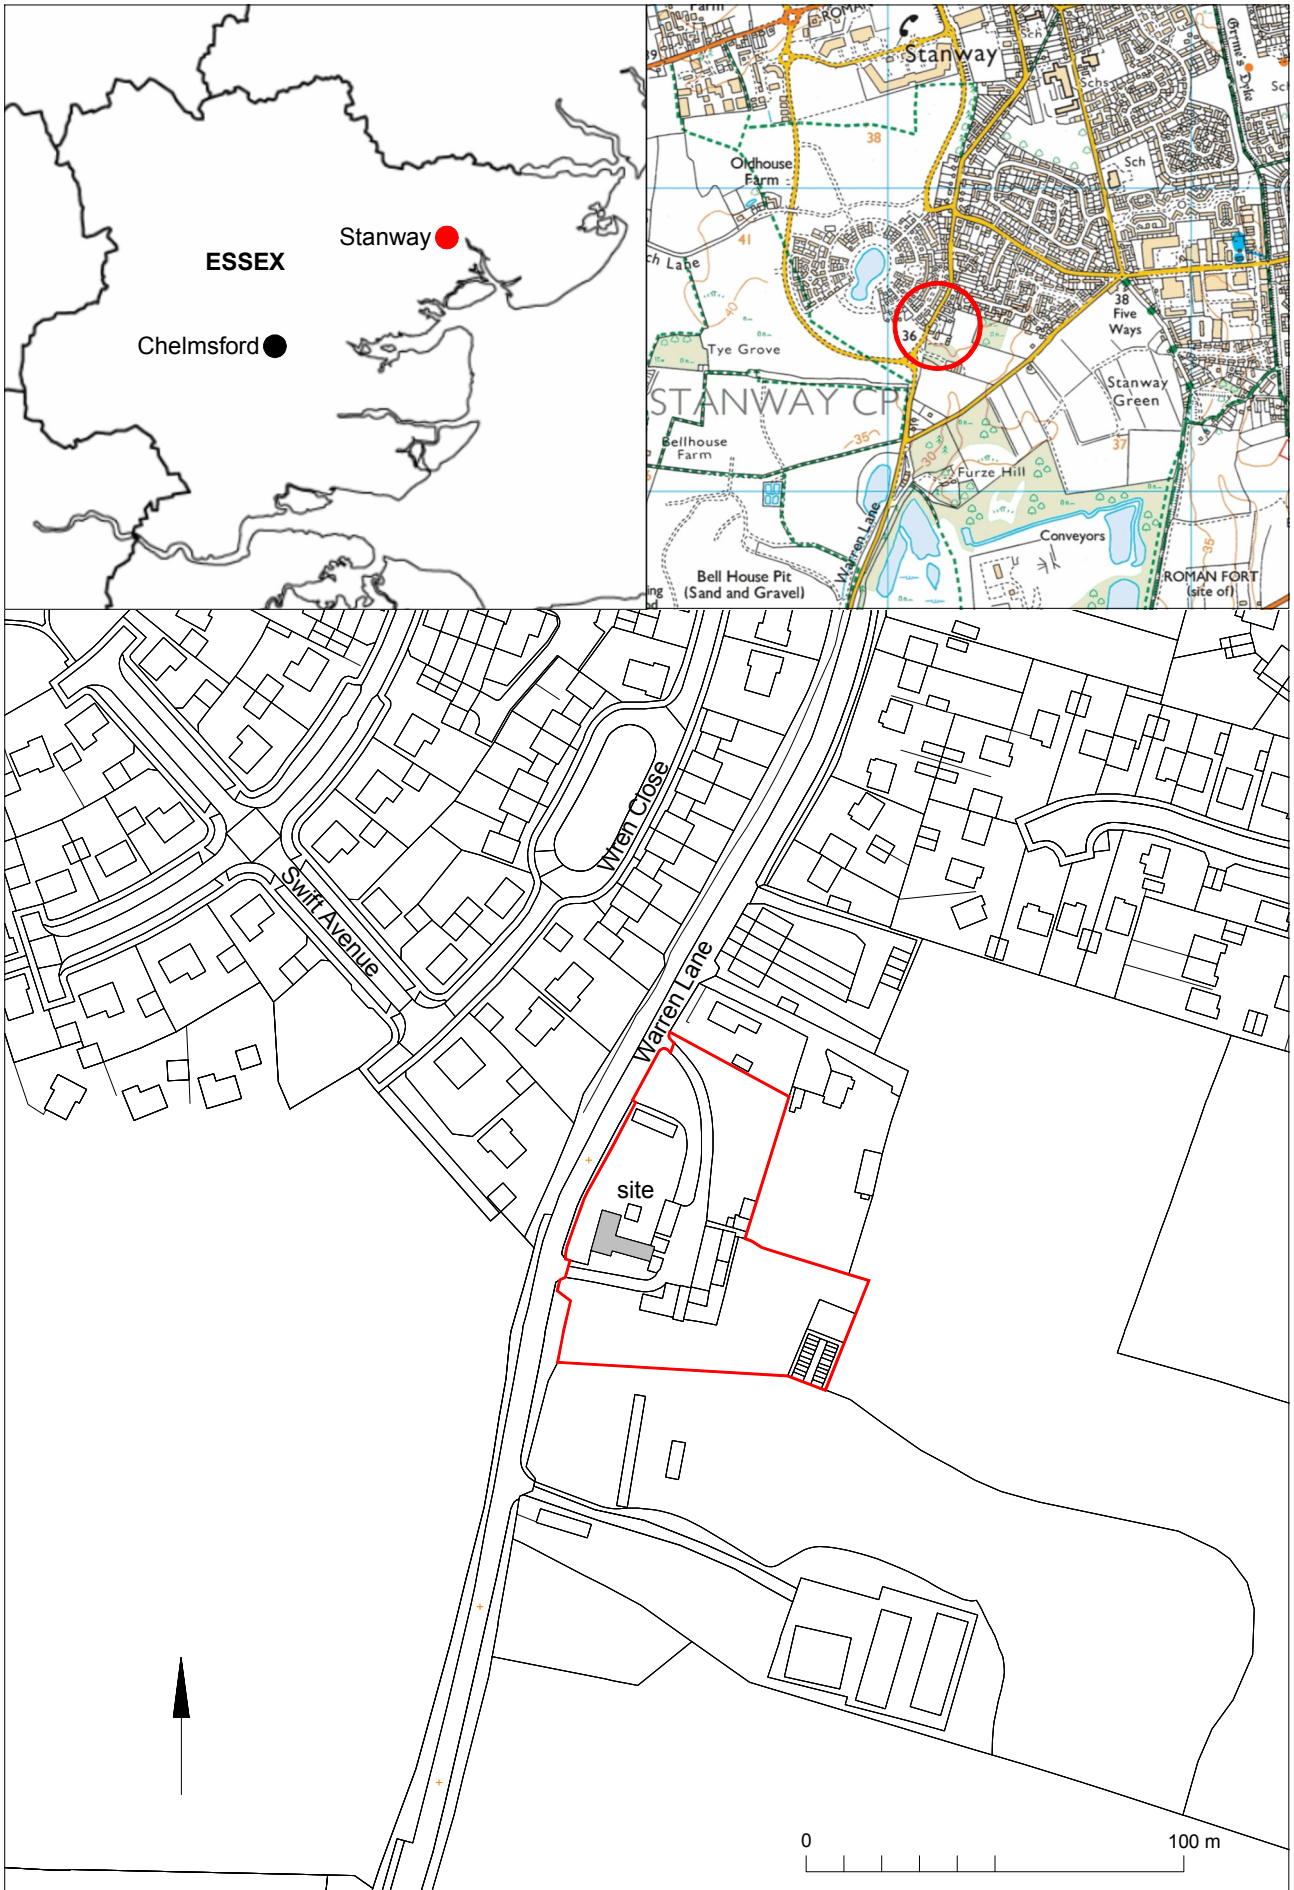 Stanway
ESSEX
Chelmsford
Farm
ROMAN
Stanway
Sch
Grime's Dyke
Schs
38
Oldhouse
Farm
Sch
41
ch Lane
40
36
38
Five
Ways
Tye Grove
Stanway
Green
STANWAY CP
35
Bellhouse
Farm
37
30
Furze Hill
Warren Lane
Conveyors
35
Bell House Pit
(Sand and Gravel)
ROMAN FORT
(site of)
Wren Close
Swift Avenue
Warren Lane
site
0
100 m